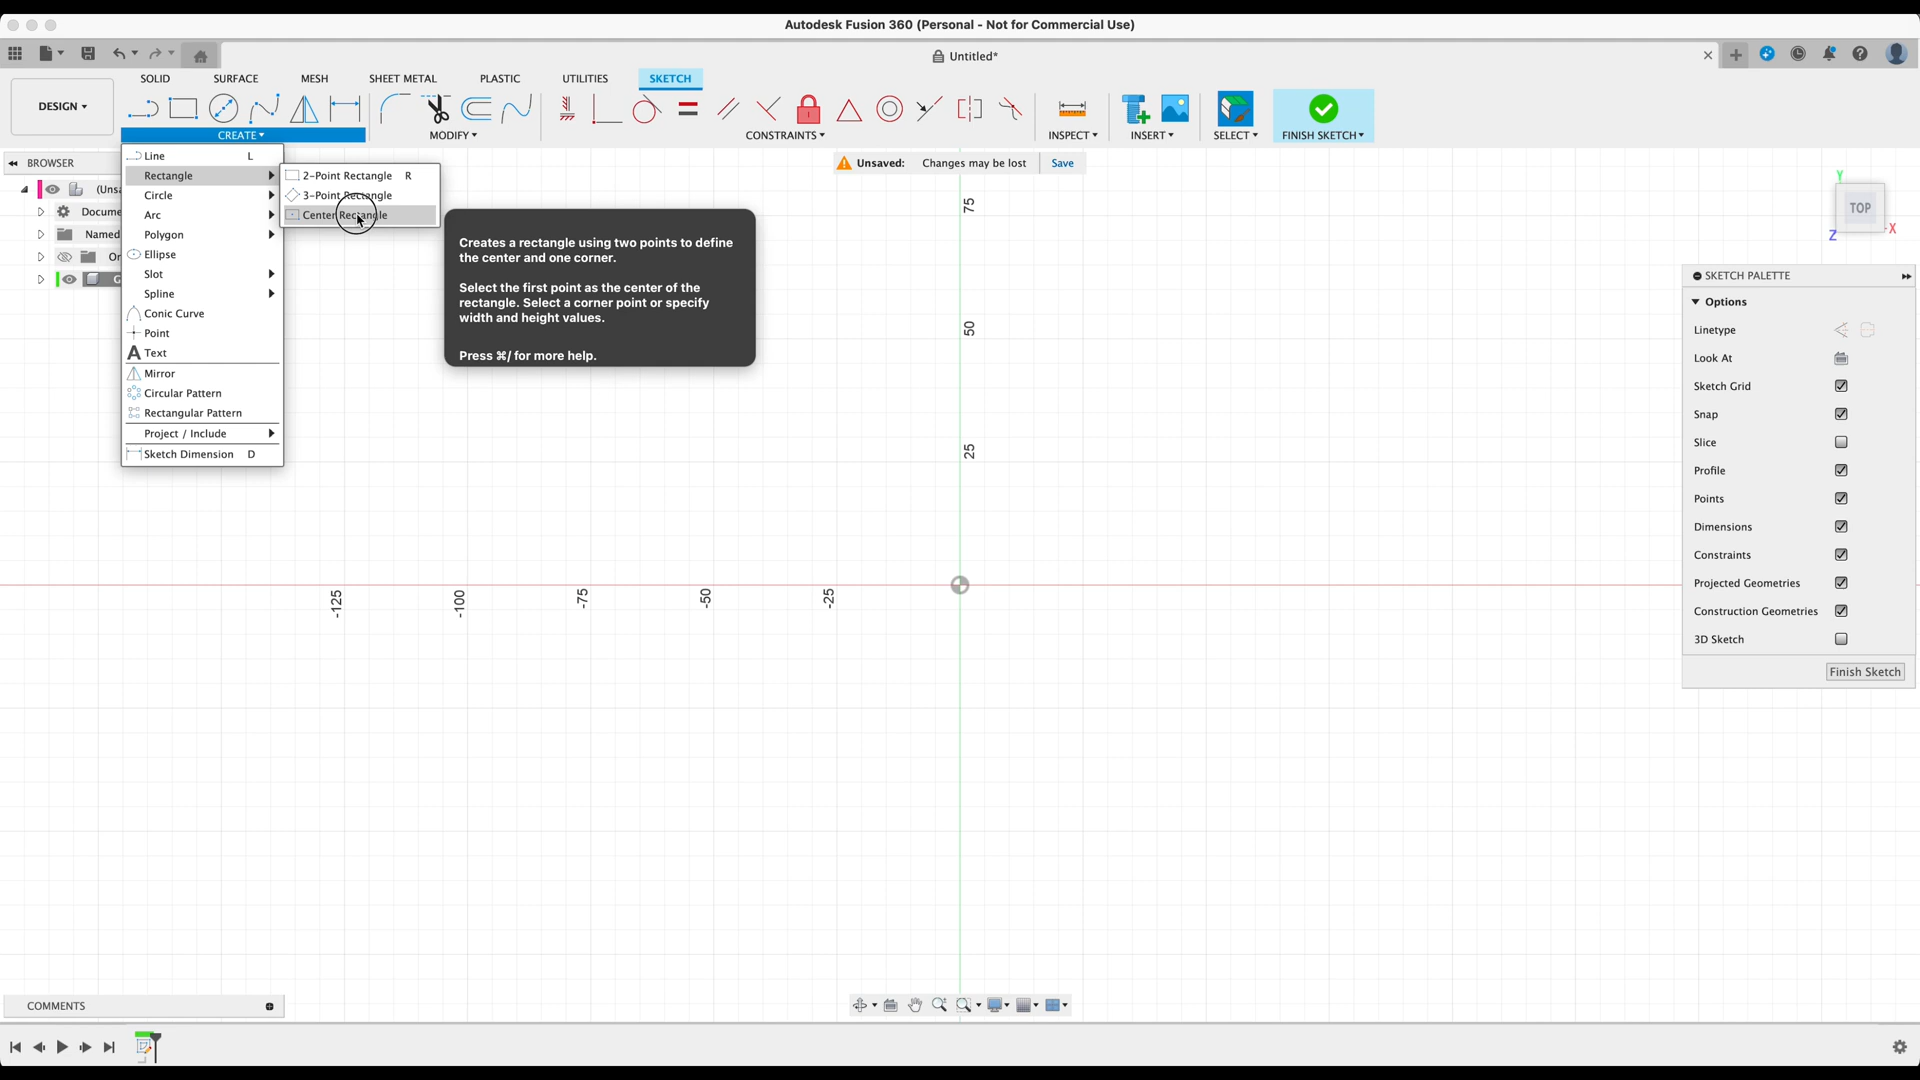 Autodesk Fusion 360 (Personal - Not for Commercial Use)
Untitled*
SOLID SURFACE MESH SHEET METAL PLASTIC UTILITIES SKETCH
DESIGN
CREATE MODIFY CONSTRAINTS INSPECT INSERT SELECT FINISH SKETCH
BROWSER
(Unsa
Docume
Named
Or
G
Line L
Rectangle
Circle
Arc
Polygon
Ellipse
Slot
Spline
Conic Curve
Point
A Text
Mirror
Circular Pattern
Rectangular Pattern
Project / Include
Sketch Dimension D
2-Point Rectangle R
3-Point Rectangle
Center Rectangle
Creates a rectangle using two points to define
the center and one corner.
Select the first point as the center of the
rectangle. Select a corner point or specify
width and height values.
Press ⌘/ for more help.
Unsaved: Changes may be lost Save
75
50
25
-125 -100 -75 -50 -25
Y
TOP
Z
X
SKETCH PALETTE
Options
Linetype
Look At
Sketch Grid
Snap
Slice
Profile
Points
Dimensions
Constraints
Projected Geometries
Construction Geometries
3D Sketch
Finish Sketch
COMMENTS